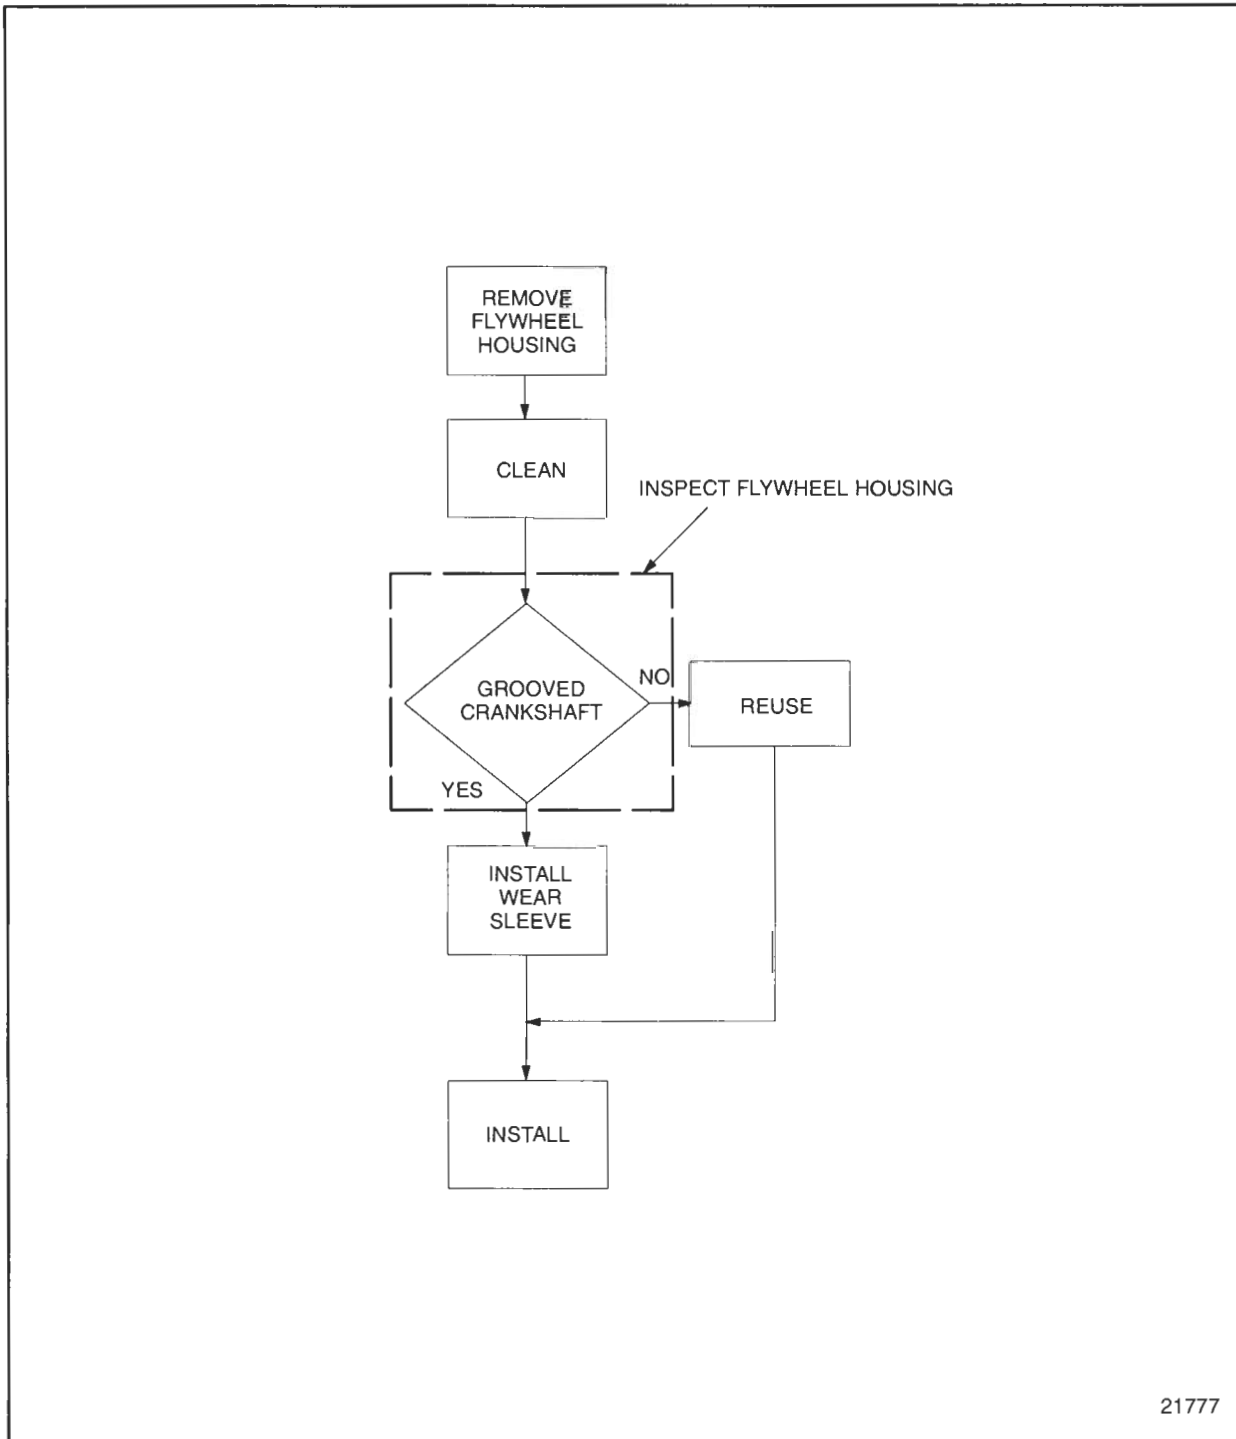 REMOVE
FLYWHEEL
HOUSING
CLEAN
INSPECT FLYWHEEL HOUSING
GROOVED
CRANKSHAFT
NO
REUSE
YES
INSTALL
WEAR
SLEEVE
INSTALL
21777